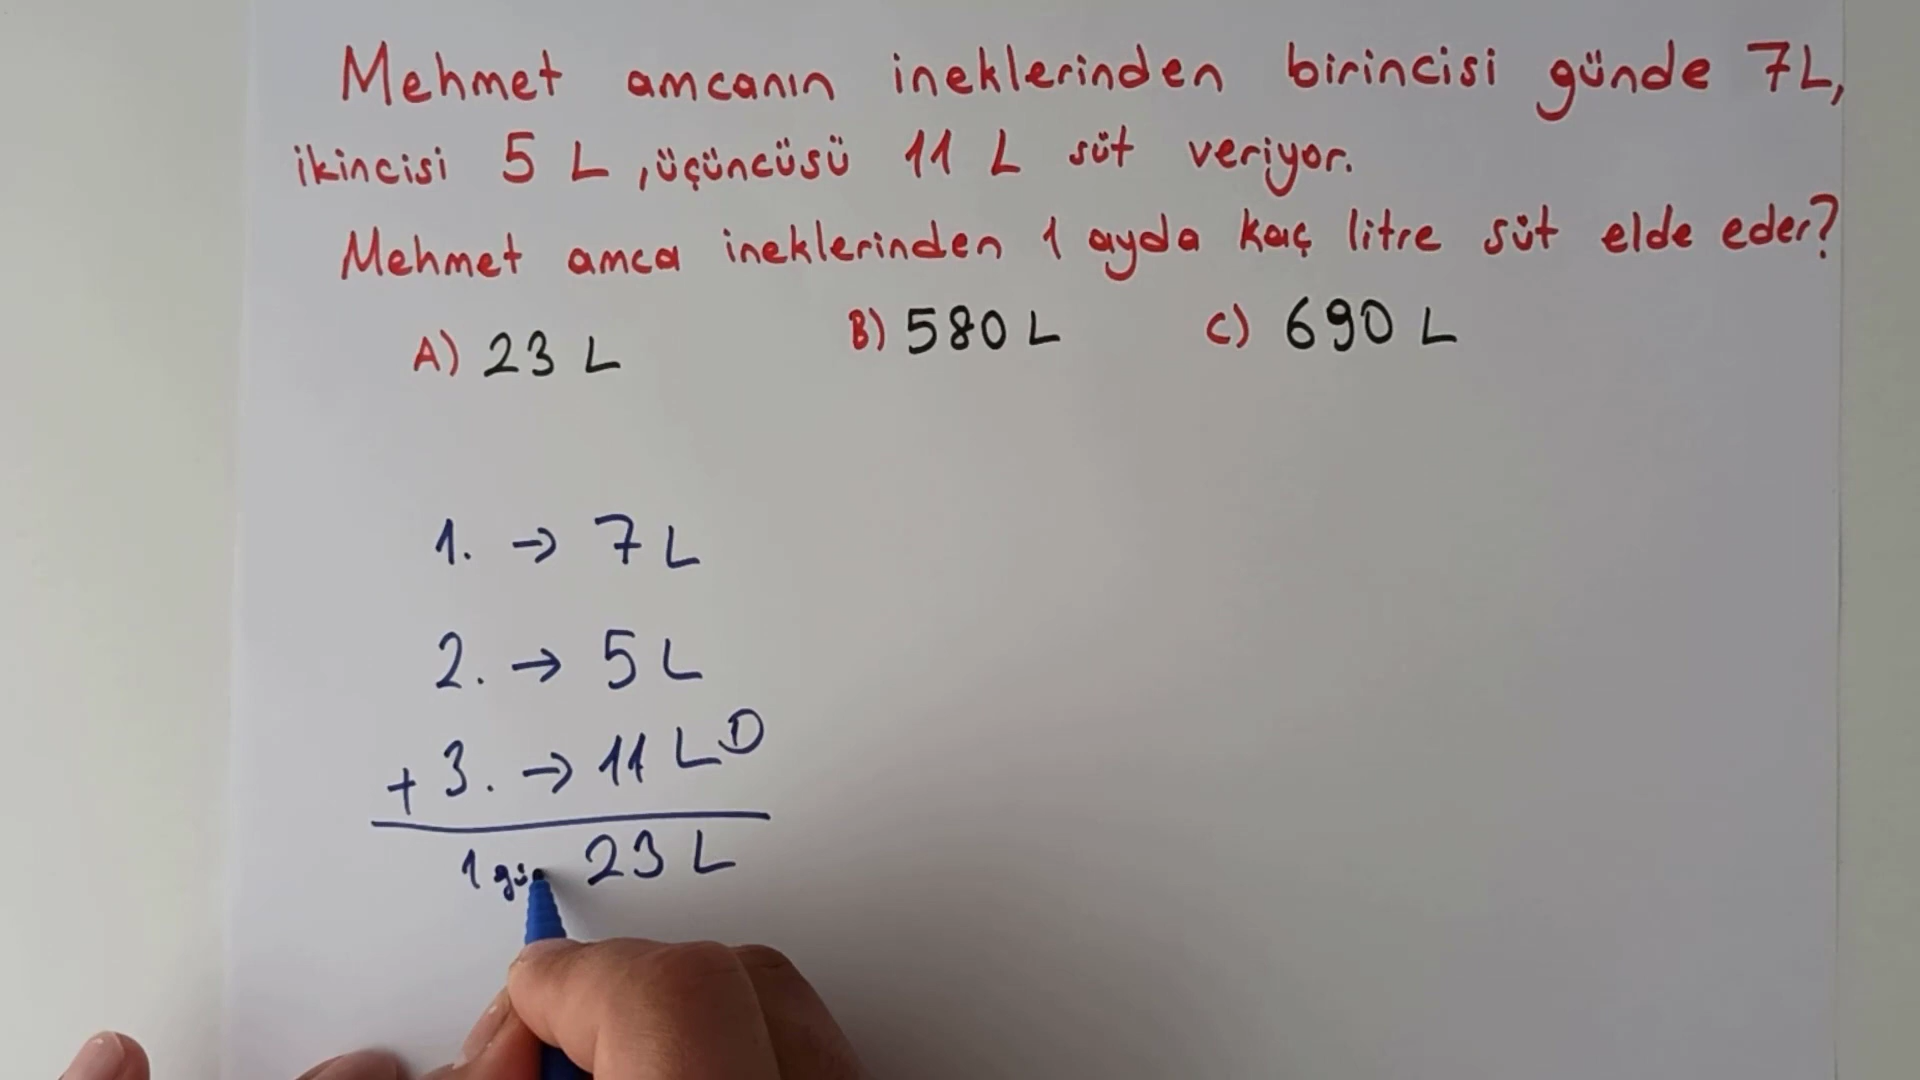 Mehmet amcanın ineklerinden birincisi günde 7L,
ikincisi 5 L, üçüncüsü 11 L süt veriyor.
Mehmet amca ineklerinden 1 ayda kaç litre süt elde eder?
A) 23 L B) 580 L C) 690 L
1. → 7 L
2. → 5 L
+ 3. → 11 L D
1 gü 23 L